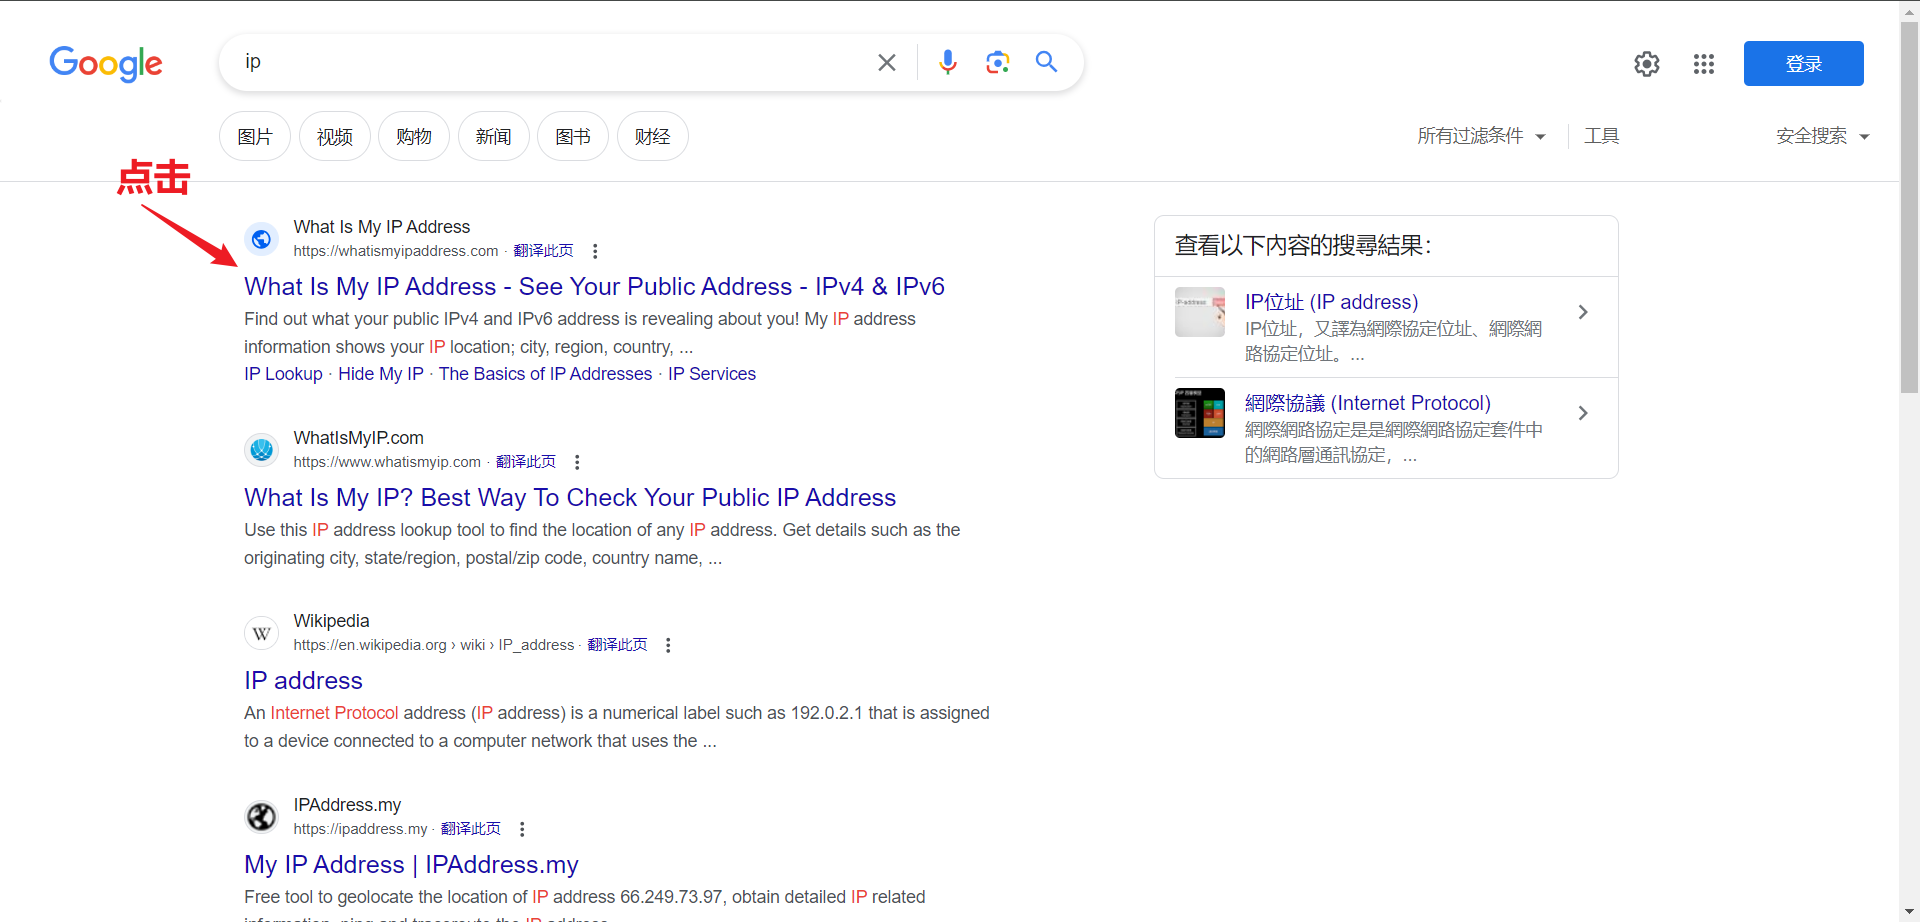 Google
ip
登录
图片
视频
购物
新闻
图书
财经
所有过滤条件
工具
安全搜索
点击
What Is My IP Address
https://whatismyipaddress.com · 翻译此页
What Is My IP Address - See Your Public Address - IPv4 & IPv6
Find out what your public IPv4 and IPv6 address is revealing about you! My IP address
information shows your IP location; city, region, country, ...
IP Lookup · Hide My IP · The Basics of IP Addresses · IP Services
WhatIsMyIP.com
https://www.whatismyip.com · 翻译此页
What Is My IP? Best Way To Check Your Public IP Address
Use this IP address lookup tool to find the location of any IP address. Get details such as the
originating city, state/region, postal/zip code, country name, ...
W
Wikipedia
https://en.wikipedia.org › wiki › IP_address · 翻译此页
IP address
An Internet Protocol address (IP address) is a numerical label such as 192.0.2.1 that is assigned
to a device connected to a computer network that uses the ...
IPAddress.my
https://ipaddress.my · 翻译此页
My IP Address | IPAddress.my
Free tool to geolocate the location of IP address 66.249.73.97, obtain detailed IP related
information, ping and traceroute the IP address.
查看以下內容的搜尋結果：
IP位址 (IP address)
IP位址，又譯為網際協定位址、網際網
路協定位址。...
網際協議 (Internet Protocol)
網際網路協定是是網際網路協定套件中
的網路層通訊協定，...